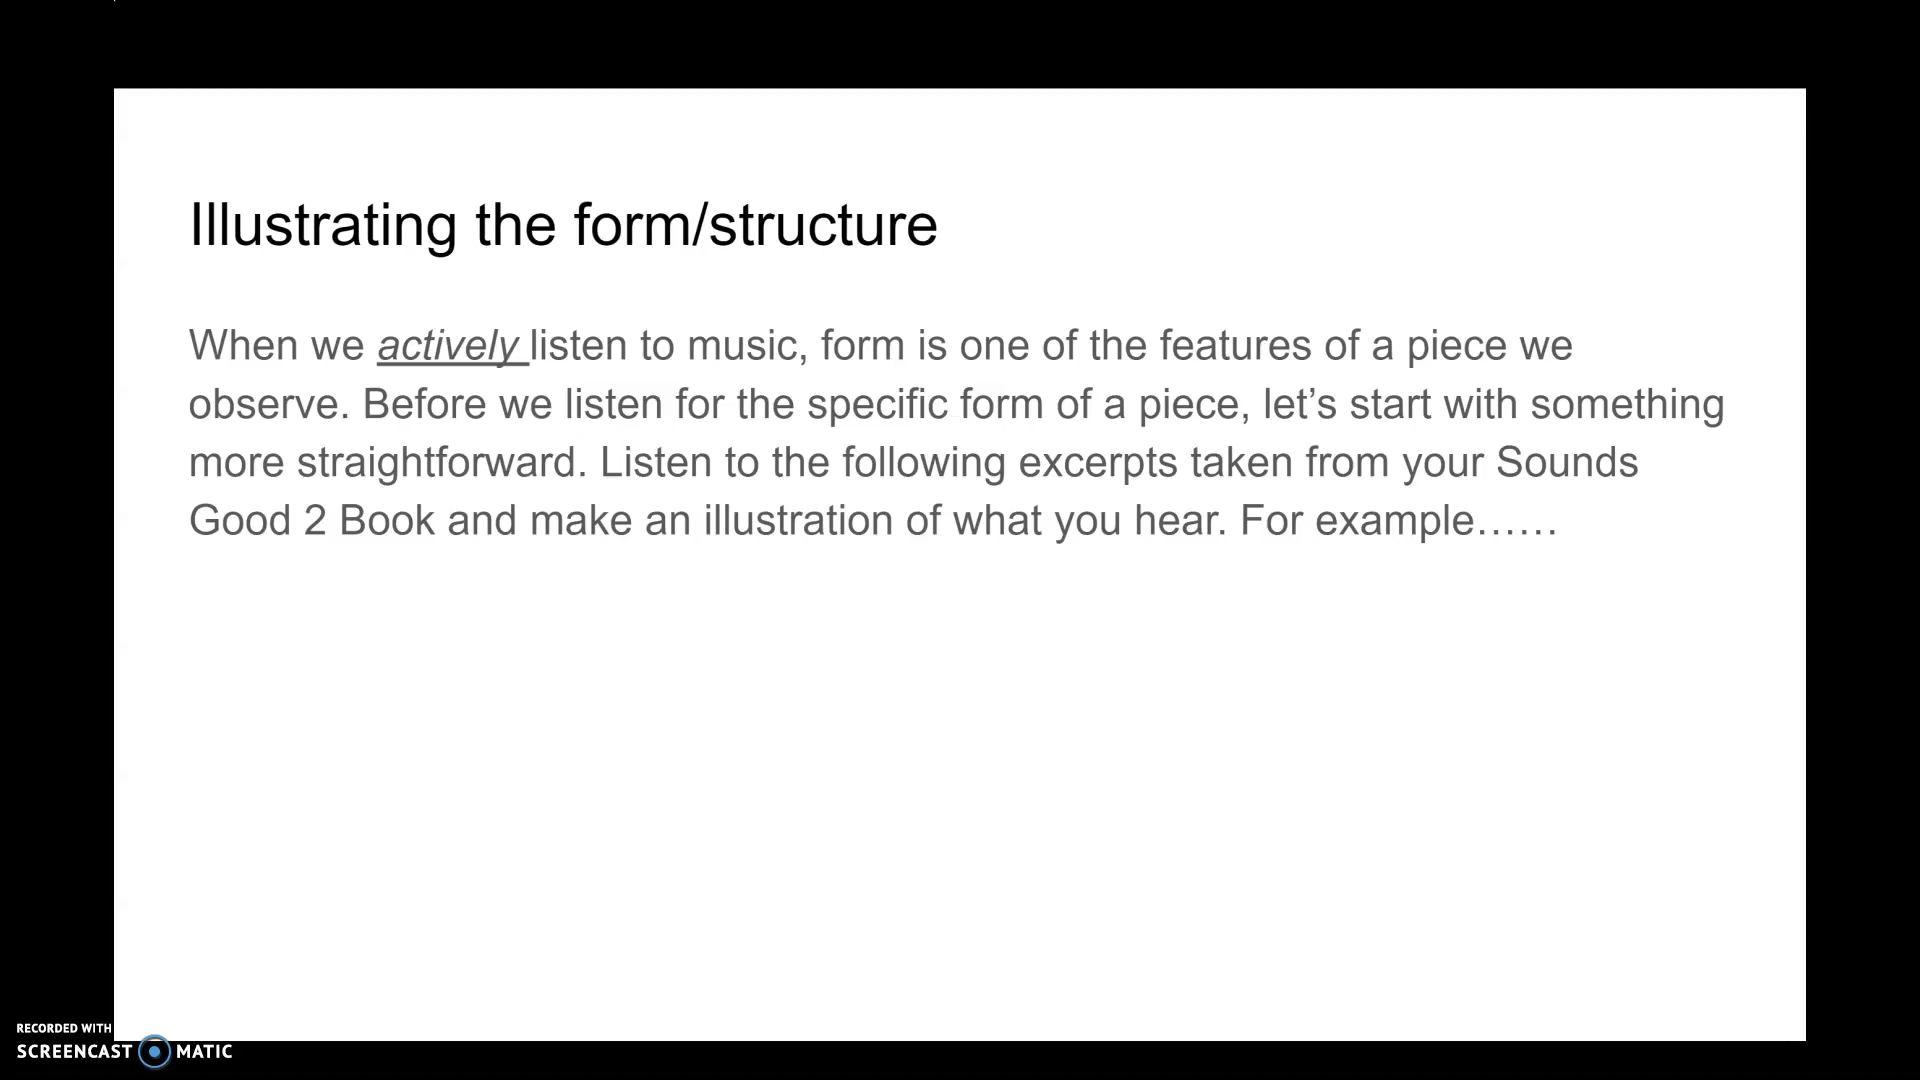 Illustrating the form/structure
When we actively listen to music, form is one of the features of a piece we
observe. Before we listen for the specific form of a piece, let’s start with something
more straightforward. Listen to the following excerpts taken from your Sounds
Good 2 Book and make an illustration of what you hear. For example……
RECORDED WITH
SCREENCAST MATIC